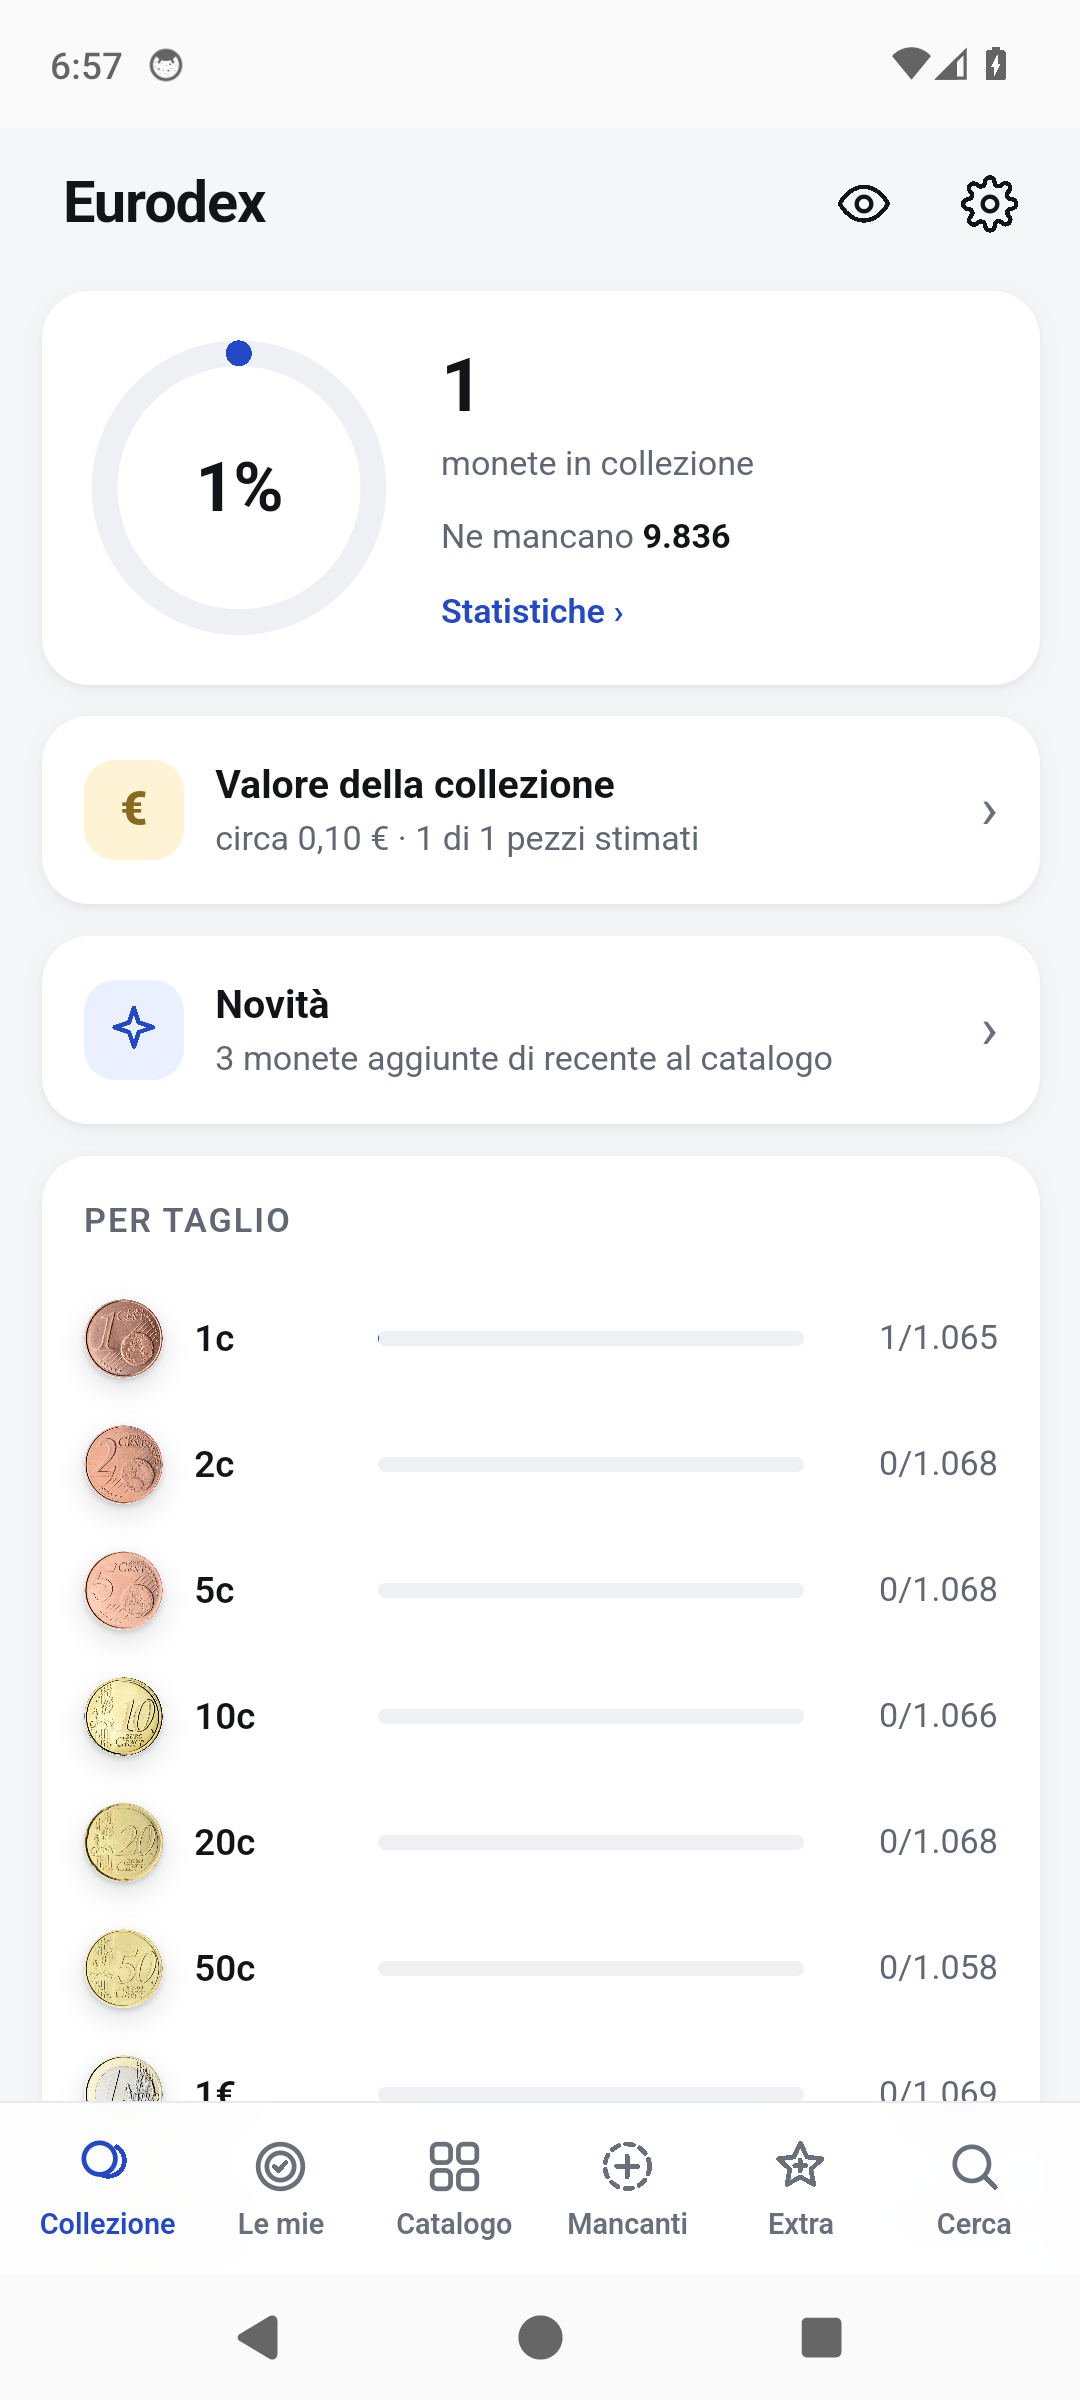 6:57
Eurodex
1%
1
monete in collezione
Ne mancano 9.836
Statistiche ›
€
Valore della collezione
circa 0,10 € · 1 di 1 pezzi stimati
Novità
3 monete aggiunte di recente al catalogo
PER TAGLIO
1c 1/1.065
2c 0/1.068
5c 0/1.068
10c 0/1.066
20c 0/1.068
50c 0/1.058
1€ 0/1.069
Collezione Le mie Catalogo Mancanti Extra Cerca